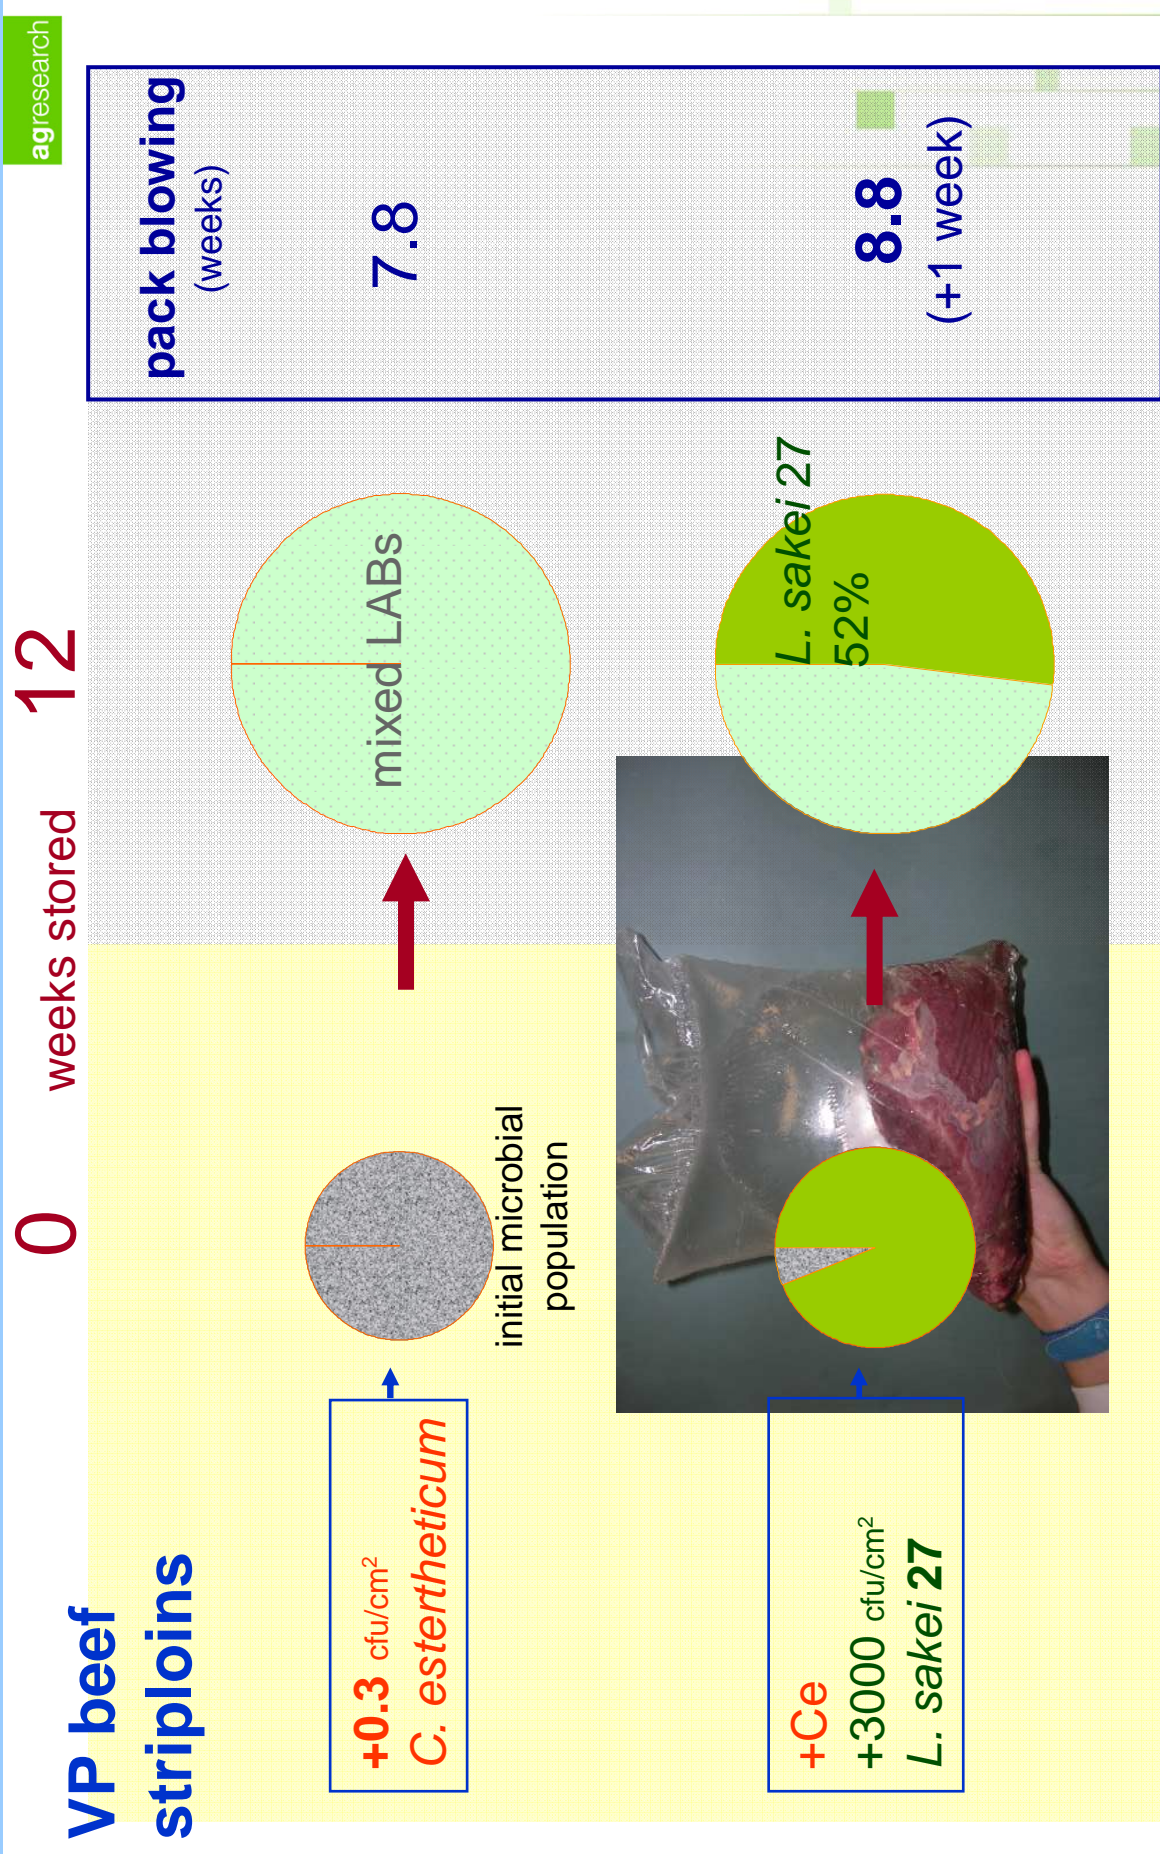 agresearch
VP beef
striploins
0
weeks stored
12
pack blowing
(weeks)
+0.3 cfu/cm²
C. estertheticum
initial microbial
population
mixed LABs
7.8
+Ce
+3000 cfu/cm²
L. sakei 27
L. sakei 27
52%
8.8
(+1 week)